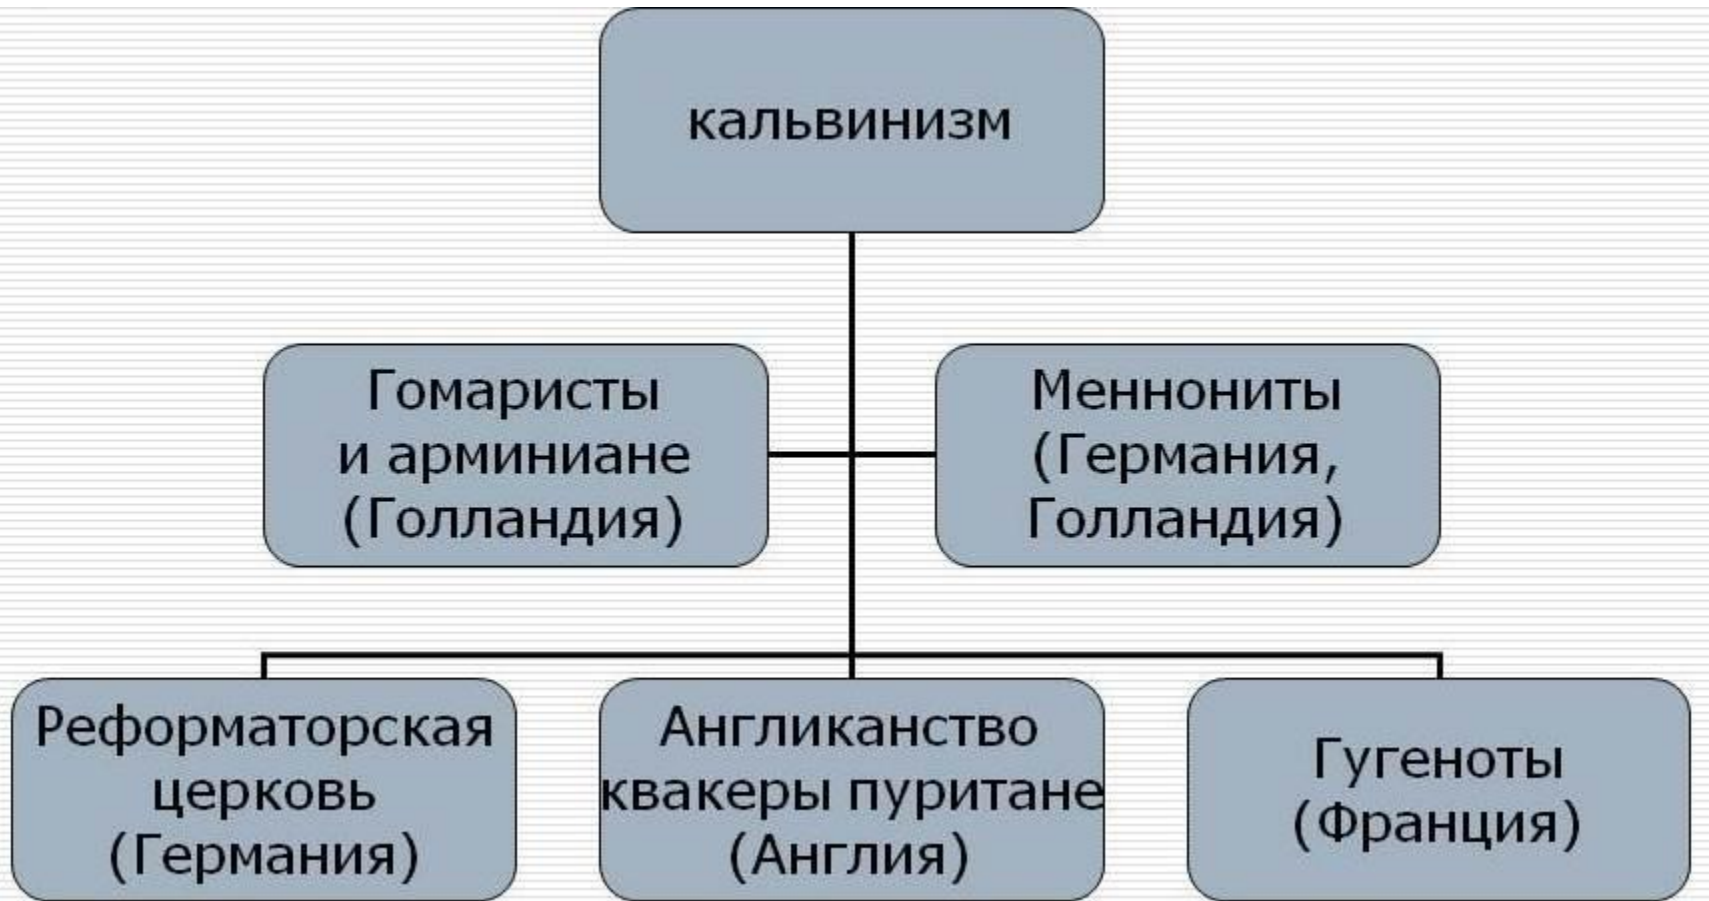 кальвинизм
Гомаристы
и арминиане
(Голландия)
Меннониты
(Германия,
Голландия)
Реформаторская
церковь
(Германия)
Англиканство
квакеры пуритане
(Англия)
Гугеноты
(Франция)